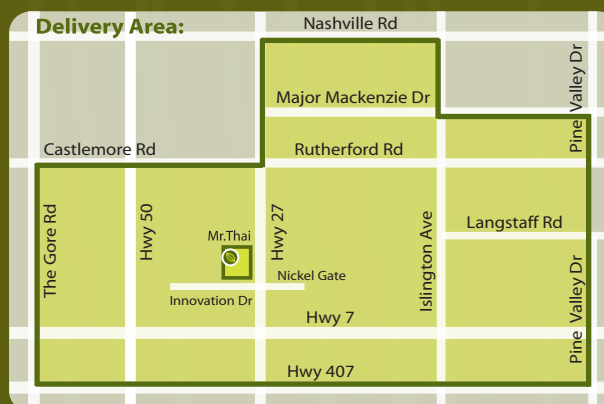 Delivery Area:
Nashville Rd
Pine Valley Dr
Major Mackenzie Dr
Castlemore Rd
Rutherford Rd
The Gore Rd
Hwy 50
Mr.Thai
Hwy 27
Islington Ave
Langstaff Rd
Nickel Gate
Innovation Dr
Pine Valley Dr
Hwy 7
Hwy 407